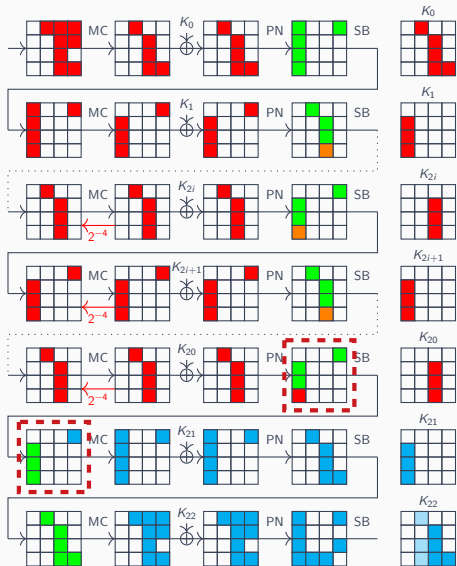 MC K₀ PN SB K₀
MC K₁ PN SB K₁
MC K₂ᵢ PN SB K₂ᵢ
2⁻⁴
MC K₂ᵢ₊₁ PN SB K₂ᵢ₊₁
2⁻⁴
MC K₂₀ PN SB K₂₀
2⁻⁴
MC K₂₁ PN SB K₂₁
MC K₂₂ PN SB K₂₂